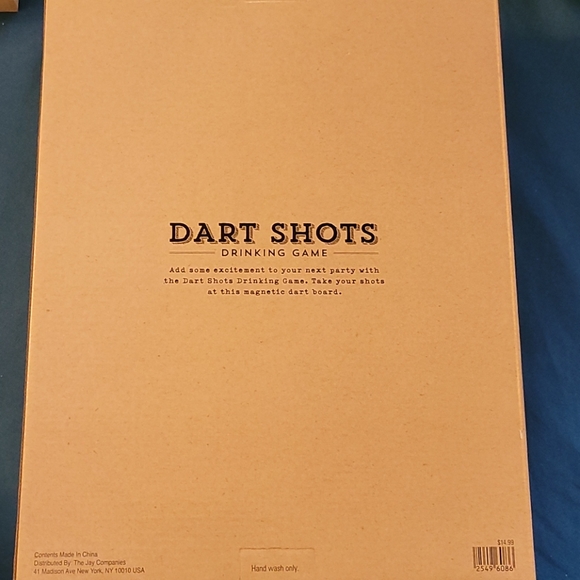 DART SHOTS
DRINKING GAME
Add some excitement to your next party with
the Dart Shots Drinking Game. Take your shots
at this magnetic dart board.
Contents Made In China
Distributed By: The Jay Companies
41 Madison Ave New York, NY 10010 USA
Hand wash only.
$14.99
2549 6086